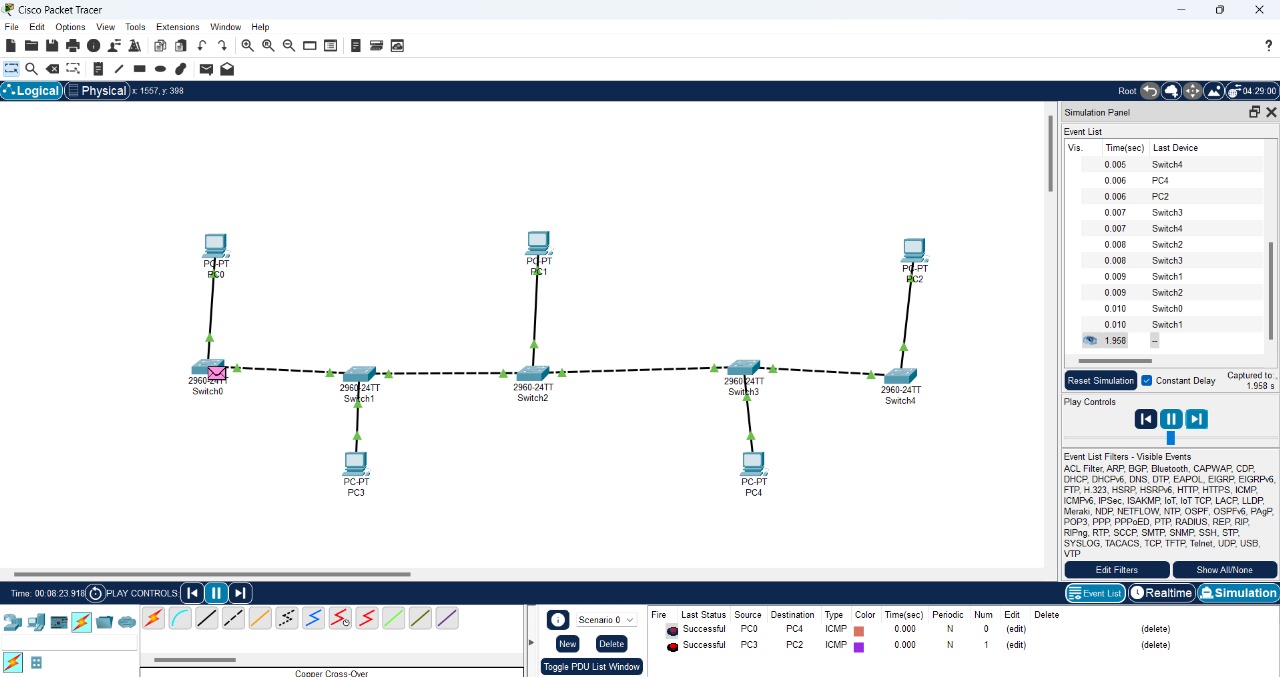 Cisco Packet Tracer
File Edit Options View Tools Extensions Window Help
Logical Physical x: 1557, y: 398 Root 04:29:00
PC-PT
PC0
PC-PT
PC1
PC-PT
PC2
2960-24TT
Switch0
2960-24TT
Switch1
2960-24TT
Switch2
2960-24TT
Switch3
2960-24TT
Switch4
PC-PT
PC3
PC-PT
PC4
Simulation Panel
Event List
Vis. Time(sec) Last Device
0.005 Switch4
0.006 PC4
0.006 PC2
0.007 Switch3
0.007 Switch4
0.008 Switch2
0.008 Switch3
0.009 Switch1
0.009 Switch2
0.010 Switch0
0.010 Switch1
1.958 --
Reset Simulation Constant Delay Captured to:
1.958 s
Play Controls
Event List Filters - Visible Events
ACL Filter, ARP, BGP, Bluetooth, CAPWAP, CDP,
DHCP, DHCPv6, DNS, DTP, EAPOL, EIGRP, EIGRPv6,
FTP, H.323, HSRP, HSRPv6, HTTP, HTTPS, ICMP,
ICMPv6, IPSec, ISAKMP, IoT, IoT TCP, LACP, LLDP,
Meraki, NDP, NETFLOW, NTP, OSPF, OSPFv6, PAgP,
POP3, PPP, PPPoED, PTP, RADIUS, REP, RIP,
RIPng, RTP, SCCP, SMTP, SNMP, SSH, STP,
SYSLOG, TACACS, TCP, TFTP, Telnet, UDP, USB,
VTP
Edit Filters Show All/None
Time: 00:08:23.918 PLAY CONTROLS: Event List Realtime Simulation
Copper Cross-Over
Scenario 0
New Delete
Toggle PDU List Window
Fire Last Status Source Destination Type Color Time(sec) Periodic Num Edit Delete
Successful PC0 PC4 ICMP 0.000 N 0 (edit) (delete)
Successful PC3 PC2 ICMP 0.000 N 1 (edit) (delete)